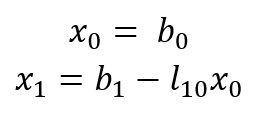 x₀ = b₀
x₁ = b₁ − l₁₀x₀